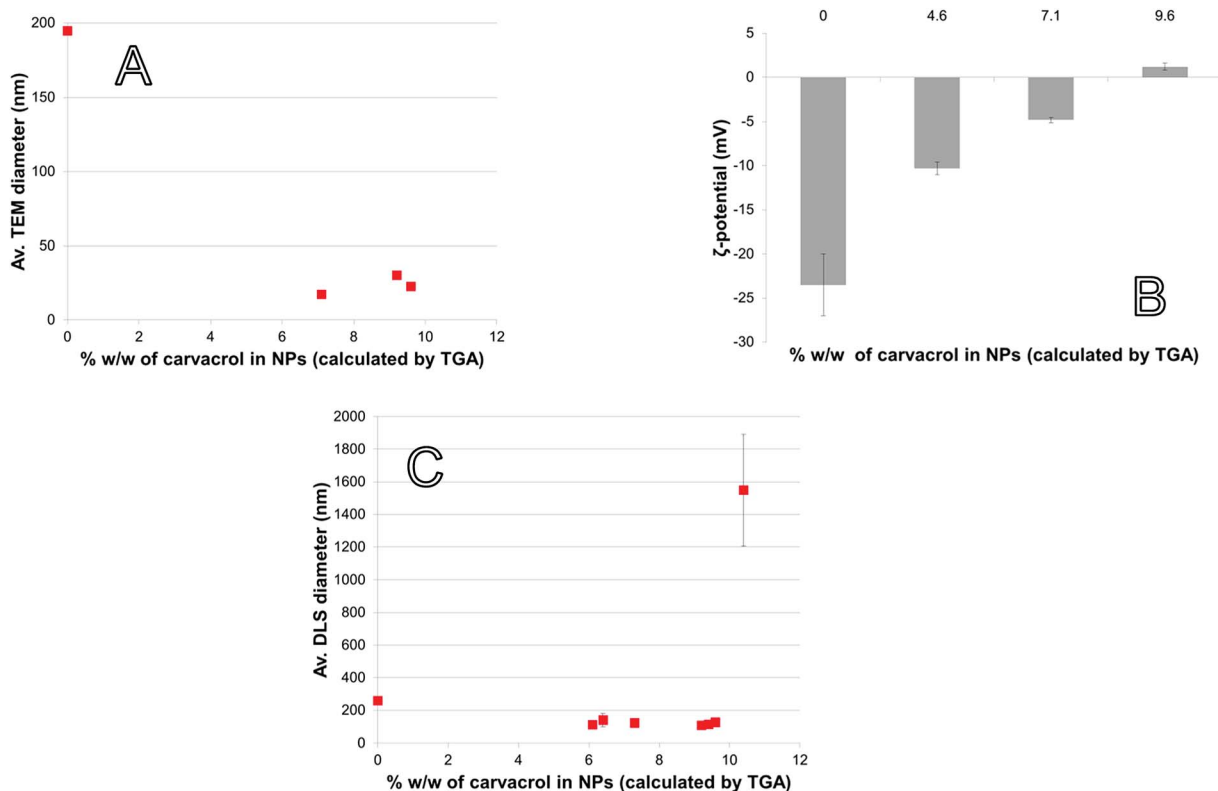 A
Av. TEM diameter (nm)
200
150
100
50
0
0 2 4 6 8 10 12
% w/w of carvacrol in NPs (calculated by TGA)
B
0 4.6 7.1 9.6
ζ-potential (mV)
5
0
-5
-10
-15
-20
-25
-30
% w/w of carvacrol in NPs (calculated by TGA)
C
Av. DLS diameter (nm)
2000
1800
1600
1400
1200
1000
800
600
400
200
0
0 2 4 6 8 10 12
% w/w of carvacrol in NPs (calculated by TGA)